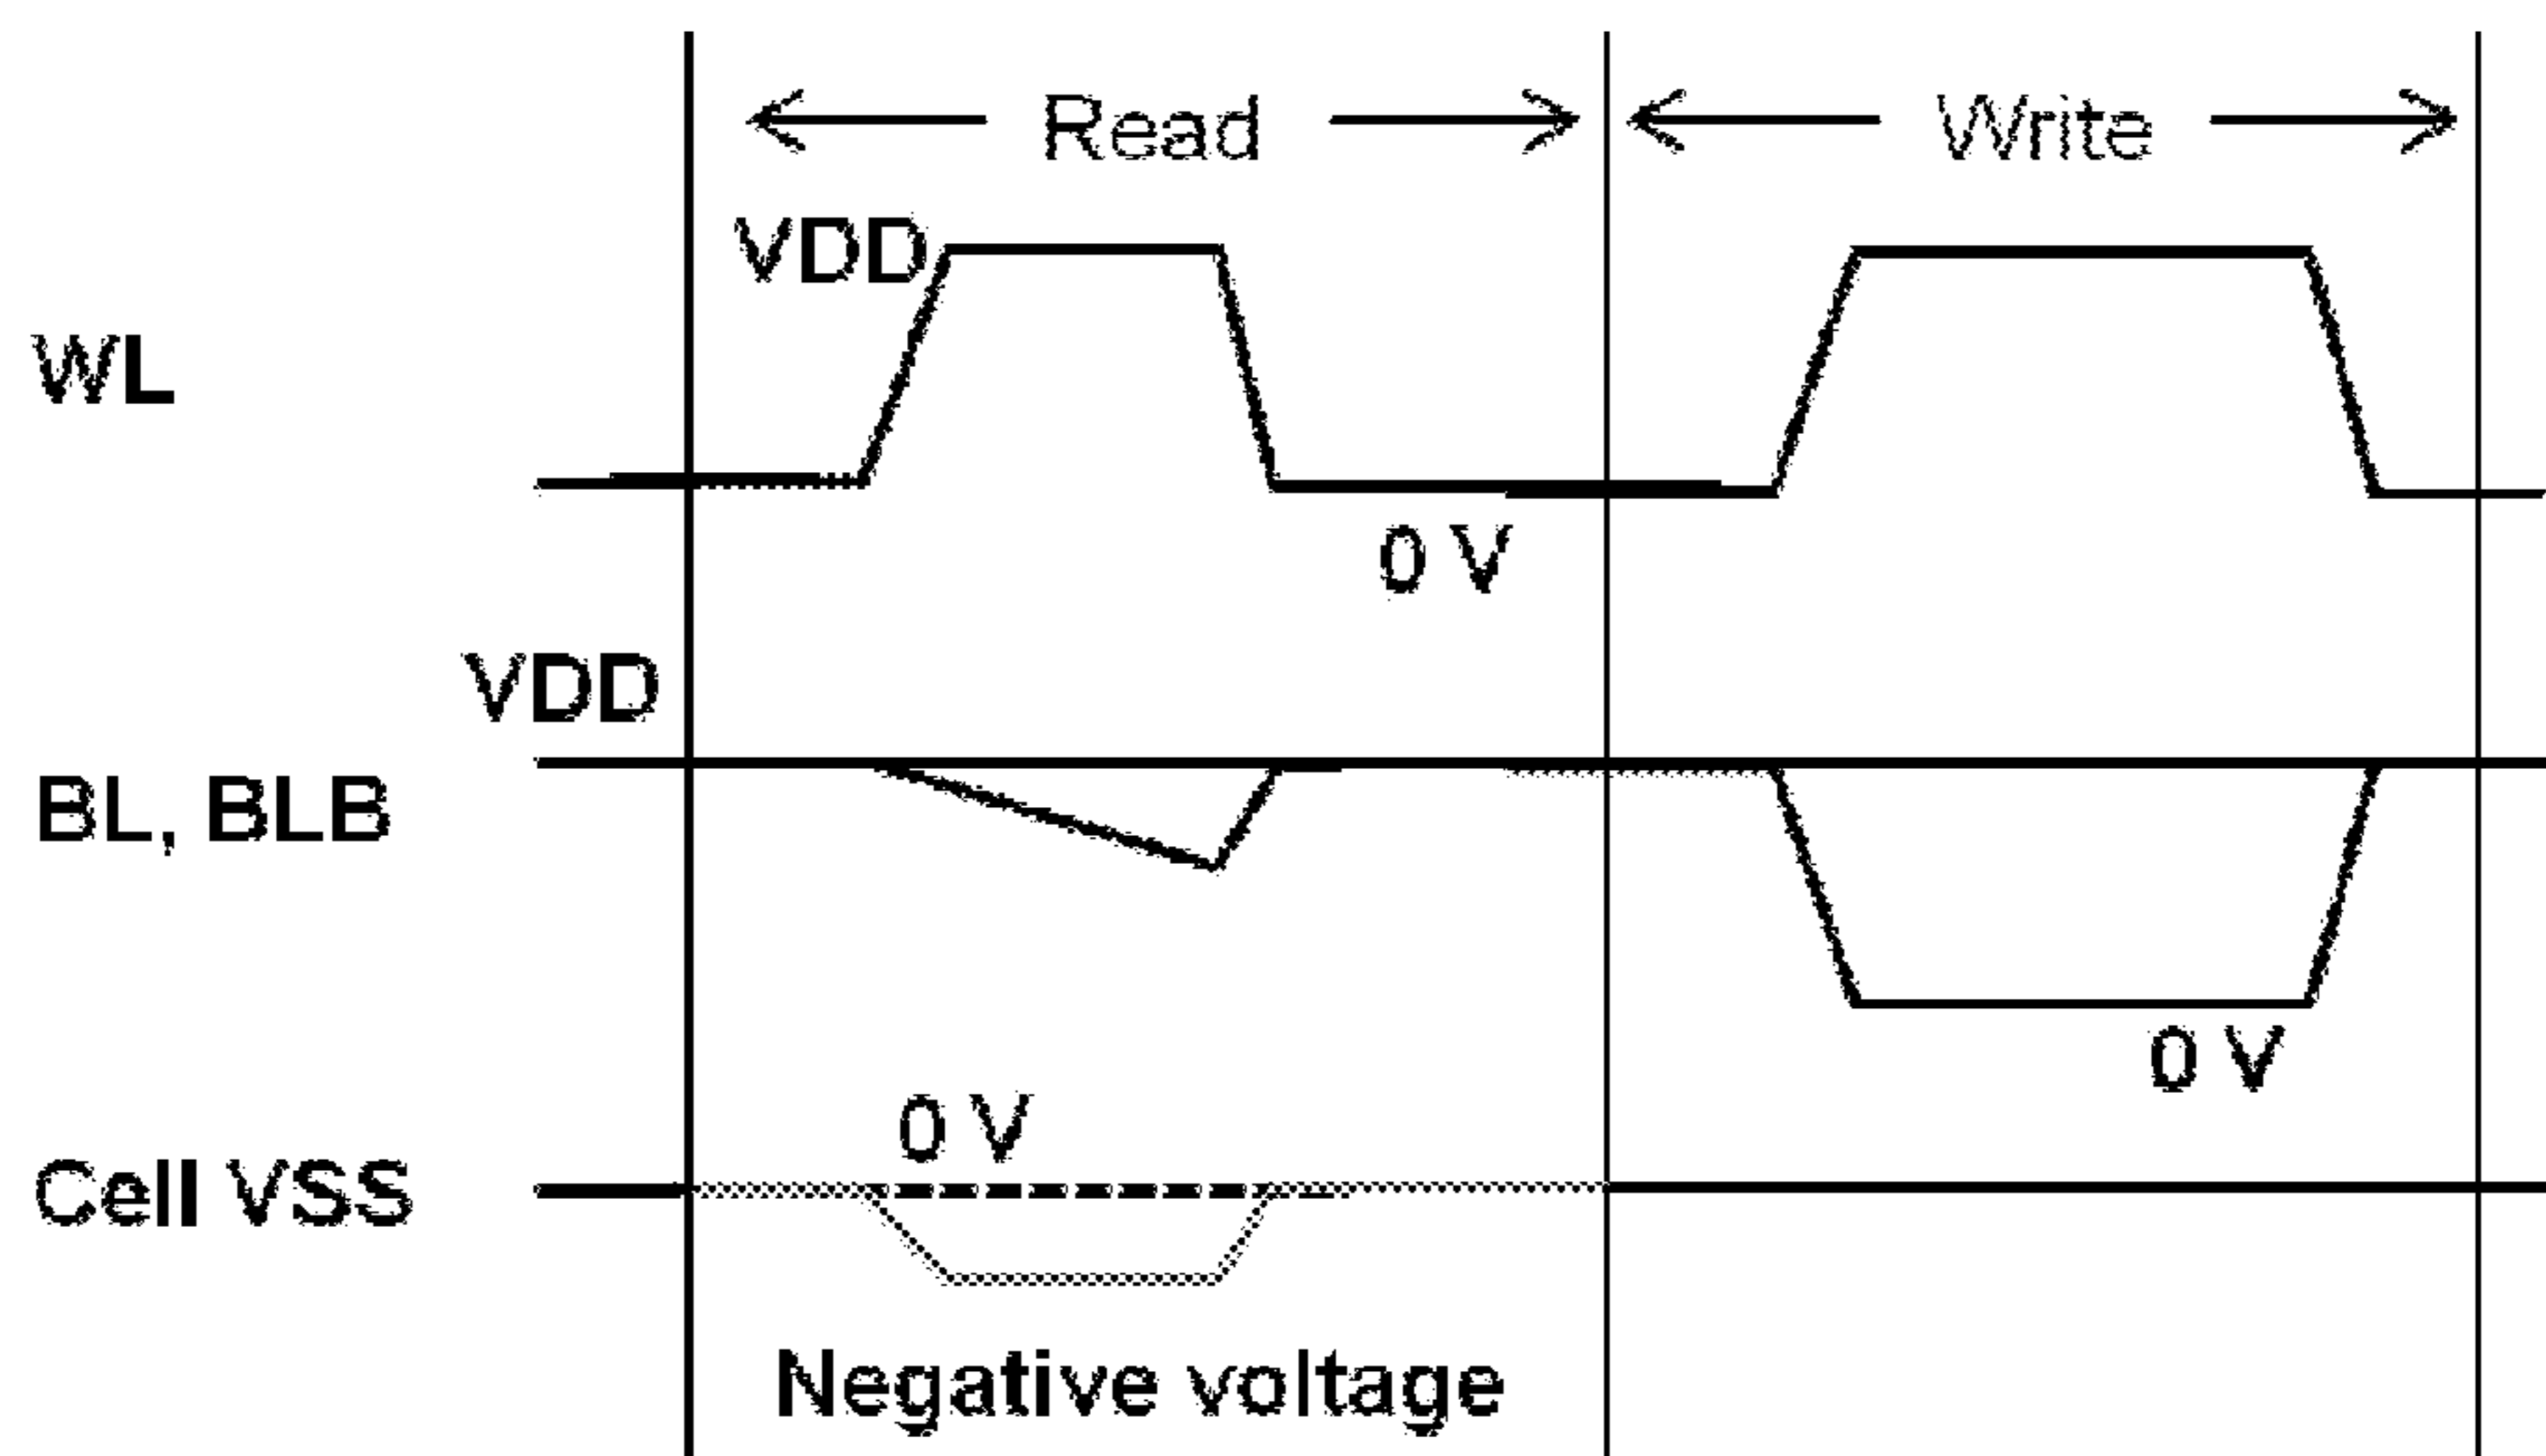 Read
Write
VDD
WL
0 V
VDD
BL, BLB
0 V
0 V
Cell VSS
Negative voltage